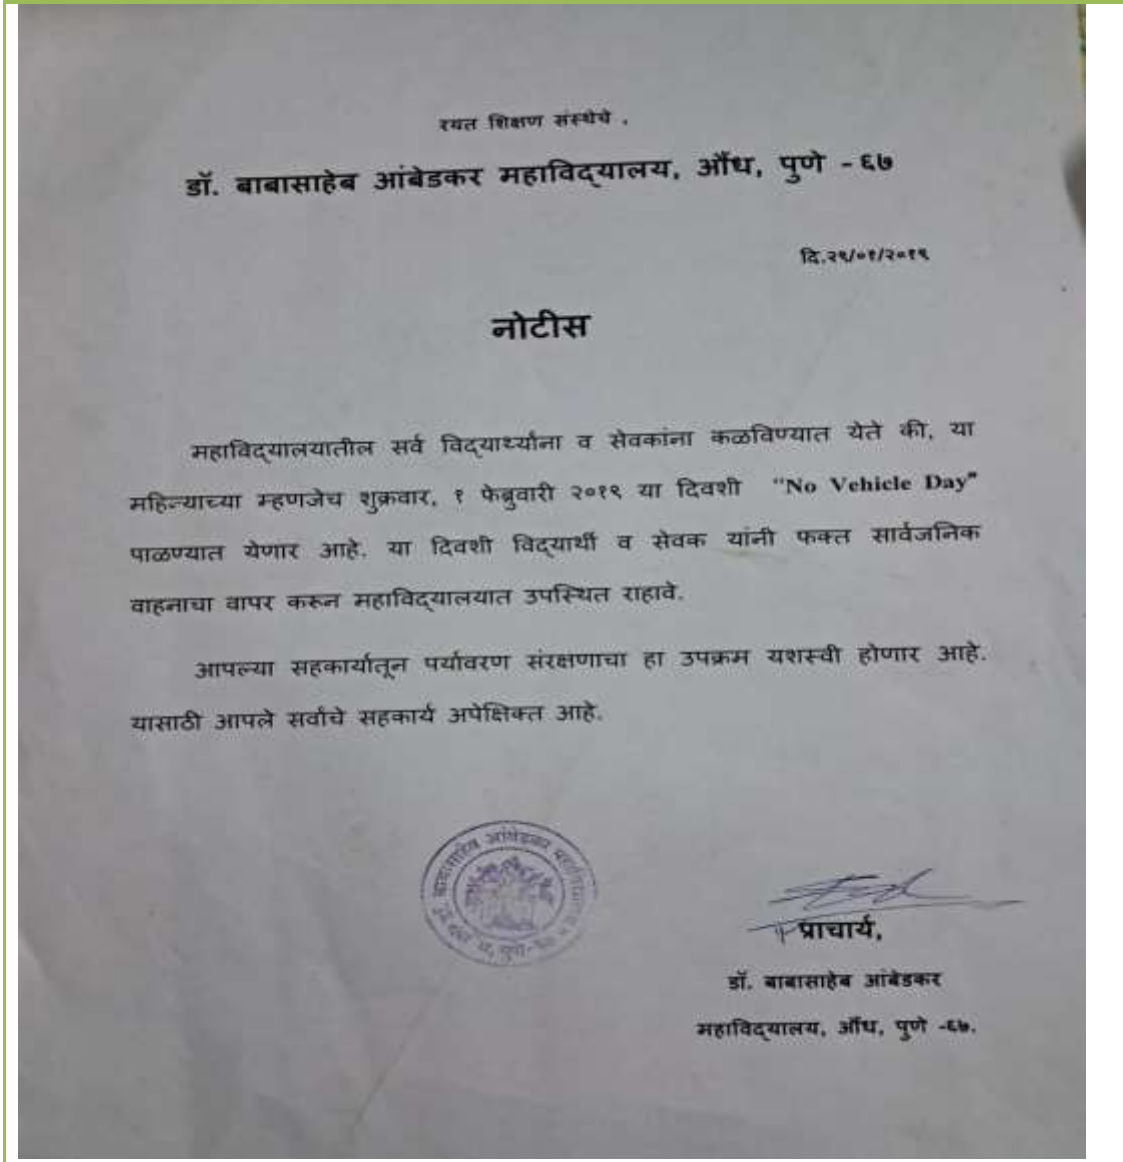 रयत शिक्षण संस्थेचे .
डॉ. बाबासाहेब आंबेडकर महाविद्यालय, औंध, पुणे - ६७
दि.२९/०१/२०१९
नोटीस
महाविद्यालयातील सर्व विद्यार्थ्यांना व सेवकांना कळविण्यात येते की, या
महिन्याच्या म्हणजेच शुक्रवार, १ फेब्रुवारी २०१९ या दिवशी "No Vehicle Day"
पाळण्यात येणार आहे. या दिवशी विद्यार्थी व सेवक यांनी फक्त सार्वजनिक
वाहनाचा वापर करून महाविद्यालयात उपस्थित राहावे.
आपल्या सहकार्यातून पर्यावरण संरक्षणाचा हा उपक्रम यशस्वी होणार आहे.
यासाठी आपले सर्वांचे सहकार्य अपेक्षिक्त आहे.
बाबासाहेब आंबेडकर
प्राचार्य,
डॉ. बाबासाहेब आंबेडकर
महाविद्यालय, औंध, पुणे -६७.